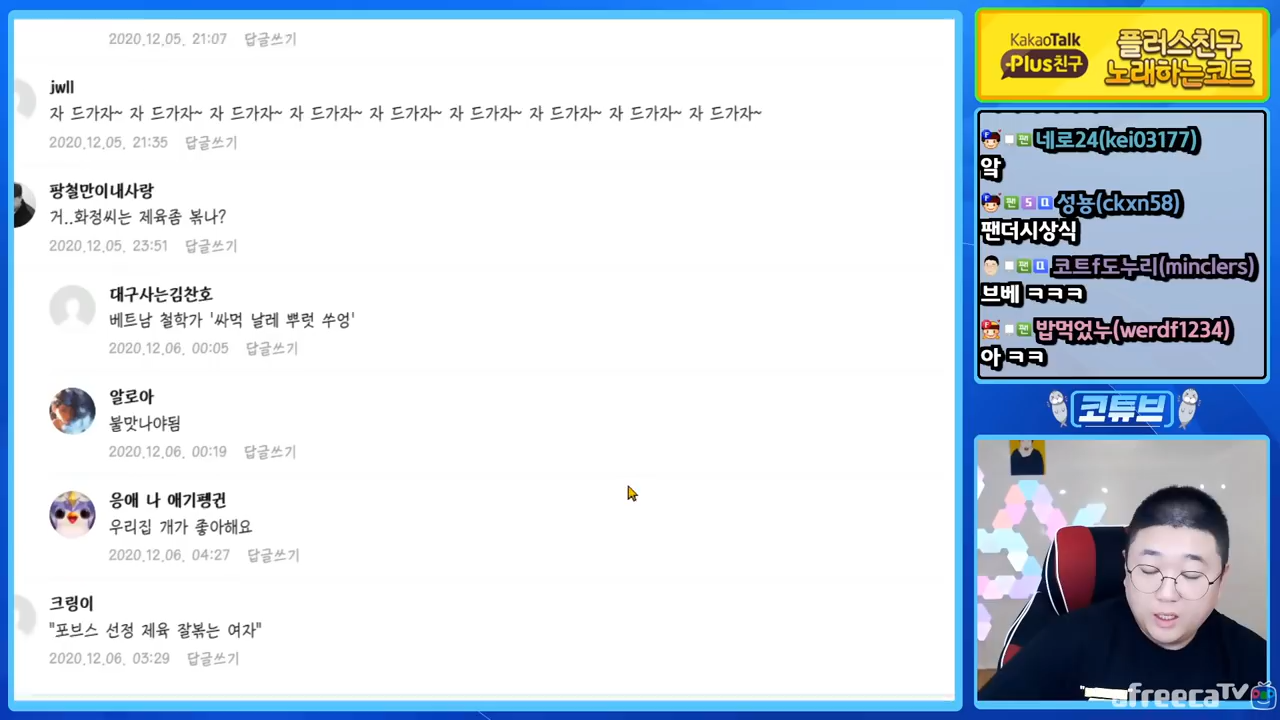 2020.12.05. 21:07 답글쓰기
jwll
자 드가자~ 자 드가자~ 자 드가자~ 자 드가자~ 자 드가자~ 자 드가자~ 자 드가자~ 자 드가자~ 자 드가자~
2020.12.05. 21:35 답글쓰기
팡철만이내사랑
거..화정씨는 제육좀 볶나?
2020.12.05. 23:51 답글쓰기
대구사는김찬호
베트남 철학가 '싸먹 날레 뿌럿 쑤엉'
2020.12.06. 00:05 답글쓰기
알로아
불맛나야됨
2020.12.06. 00:19 답글쓰기
응애 나 애기펭귄
우리집 개가 좋아해요
2020.12.06. 04:27 답글쓰기
크링이
"포브스 선정 제육 잘볶는 여자"
2020.12.06. 03:29 답글쓰기
KakaoTalk
Plus친구
플러스친구
노래하는코트
팬 네로24(kei03177)
악
팬 S Q 성뇽(ckxn58)
팬더시상식
팬 Q 코트f도누리(minclers)
브베 ㅋㅋㅋ
팬 밥먹었누(werdf1234)
아 ㅋㅋ
코튜브
afreecaTV